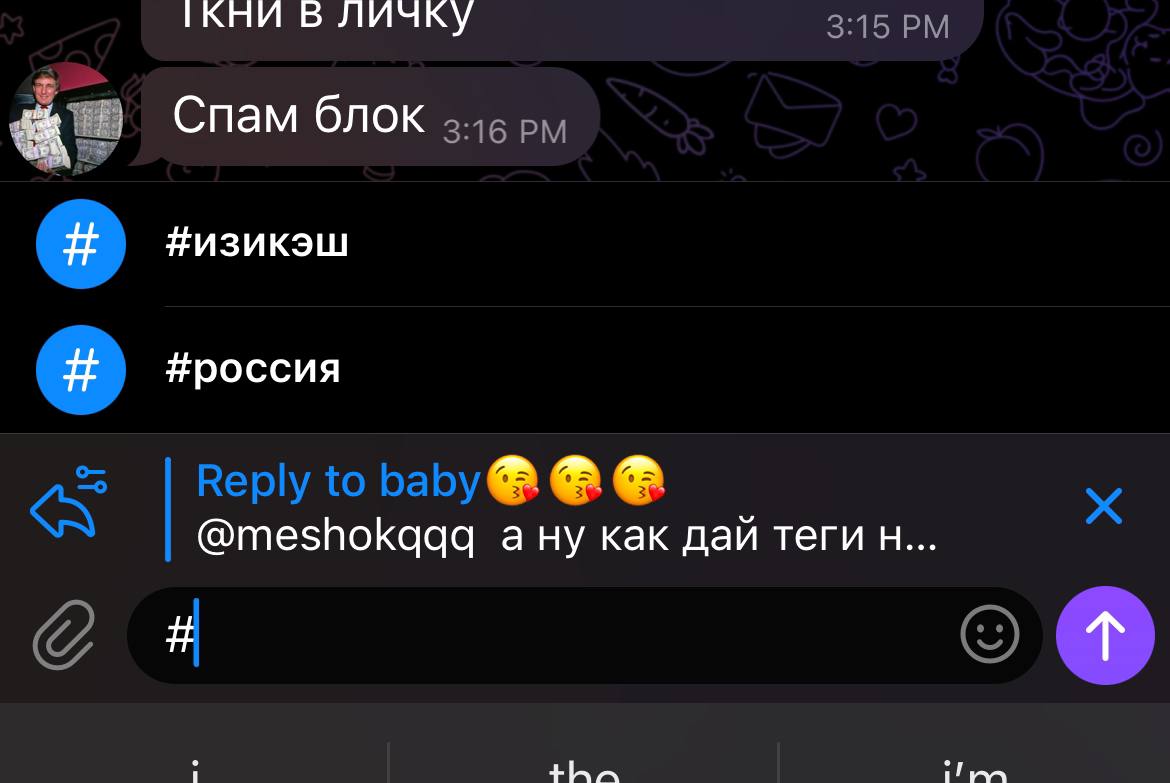 Ткни в личку
3:15 PM
Спам блок 3:16 PM
# #изикэш
# #россия
Reply to baby😘😘😘
@meshokqqq а ну как дай теги н...
#
i the i'm